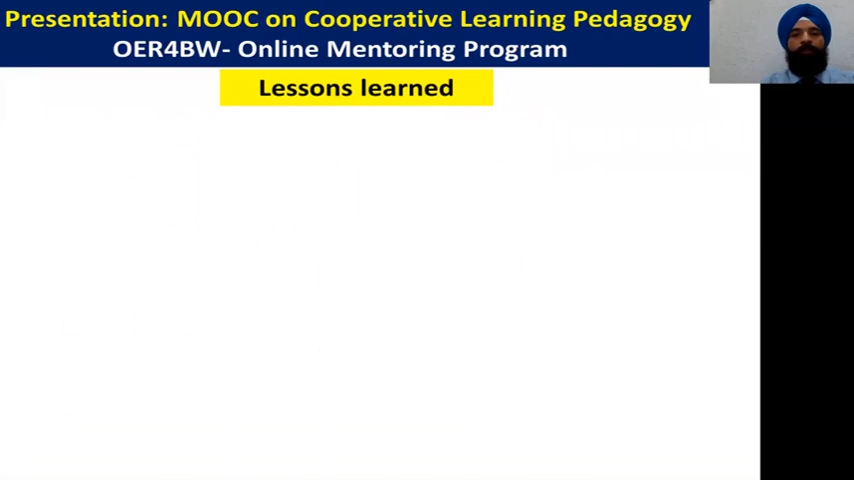 Presentation: MOOC on Cooperative Learning Pedagogy
OER4BW- Online Mentoring Program
Lessons learned